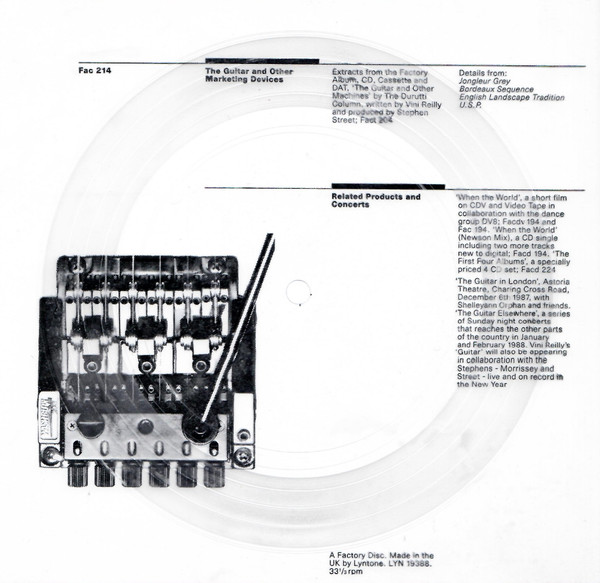 Fac 214
The Guitar and Other
Marketing Devices
Extracts from the Factory
Album, CD, Cassette and
DAT, 'The Guitar and Other
Machines' by The Durutti
Column, written by Vini Reilly
and produced by Stephen
Street; Fact 204
Details from:
Jongleur Grey
Bordeaux Sequence
English Landscape Tradition
U.S.P.
Related Products and
Concerts
'When the World', a short film
on CDV and Video Tape in
collaboration with the dance
group DV8; Facdv 194 and
Fac 194. 'When the World'
(Newson Mix), a CD single
including two more tracks
new to digital; Facd 194. 'The
First Four Albums', a specially
priced 4 CD set; Facd 224
'The Guitar in London', Astoria
Theatre, Charing Cross Road,
December 6th 1987, with
Shelleyann Orphan and friends.
'The Guitar Elsewhere', a series
of Sunday night concerts
that reaches the other parts
of the country in January
and February 1988. Vini Reilly's
'Guitar' will also be appearing
in collaboration with the
Stephens - Morrissey and
Street - live and on record in
the New Year
A Factory Disc. Made in the
UK by Lyntone. LYN 19388.
33⅓rpm